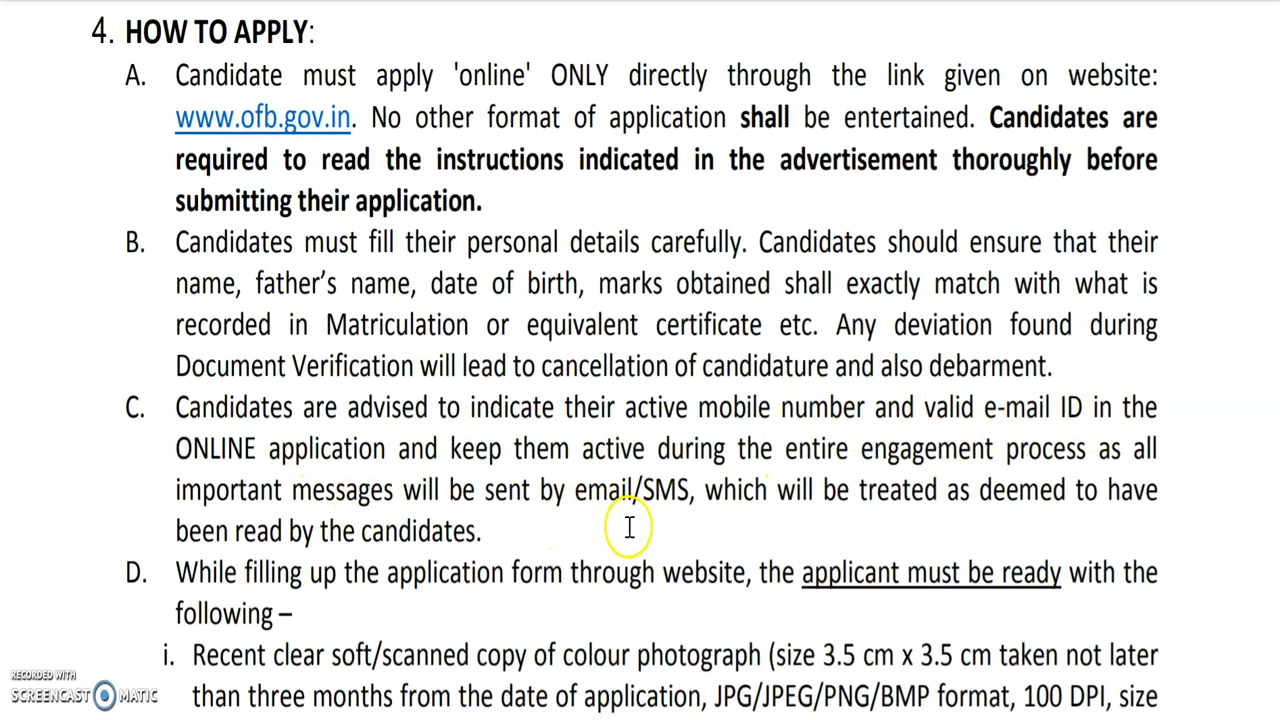 4. HOW TO APPLY:
A. Candidate must apply 'online' ONLY directly through the link given on website:
www.ofb.gov.in. No other format of application shall be entertained. Candidates are
required to read the instructions indicated in the advertisement thoroughly before
submitting their application.
B. Candidates must fill their personal details carefully. Candidates should ensure that their
name, father’s name, date of birth, marks obtained shall exactly match with what is
recorded in Matriculation or equivalent certificate etc. Any deviation found during
Document Verification will lead to cancellation of candidature and also debarment.
C. Candidates are advised to indicate their active mobile number and valid e-mail ID in the
ONLINE application and keep them active during the entire engagement process as all
important messages will be sent by email/SMS, which will be treated as deemed to have
been read by the candidates.
D. While filling up the application form through website, the applicant must be ready with the
following –
i. Recent clear soft/scanned copy of colour photograph (size 3.5 cm x 3.5 cm taken not later
than three months from the date of application, JPG/JPEG/PNG/BMP format, 100 DPI, size
RECORDED WITH
SCREENCAST MATIC